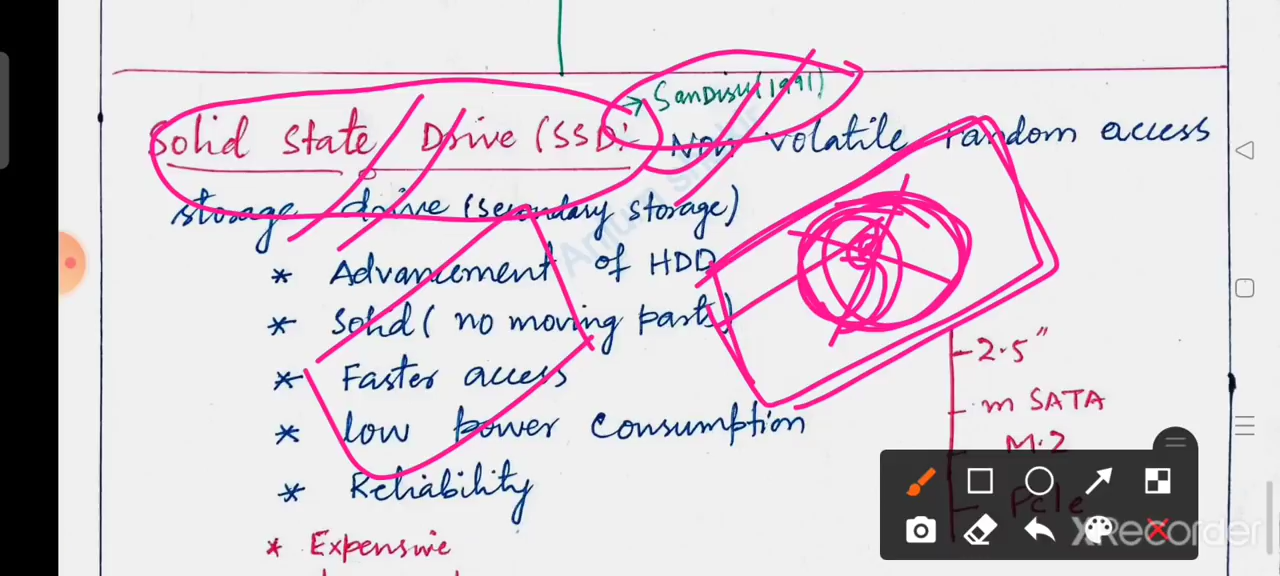 → SanDisk (1991)
Solid State Drive (SSD): Non volatile random access
storage drive (secondary storage)
* Advancement of HDD
* Solid (no moving parts)
* Faster access
* low power consumption
* Reliability
* Expensive
2.5"
m SATA
M.2
PCIe
XRecorder